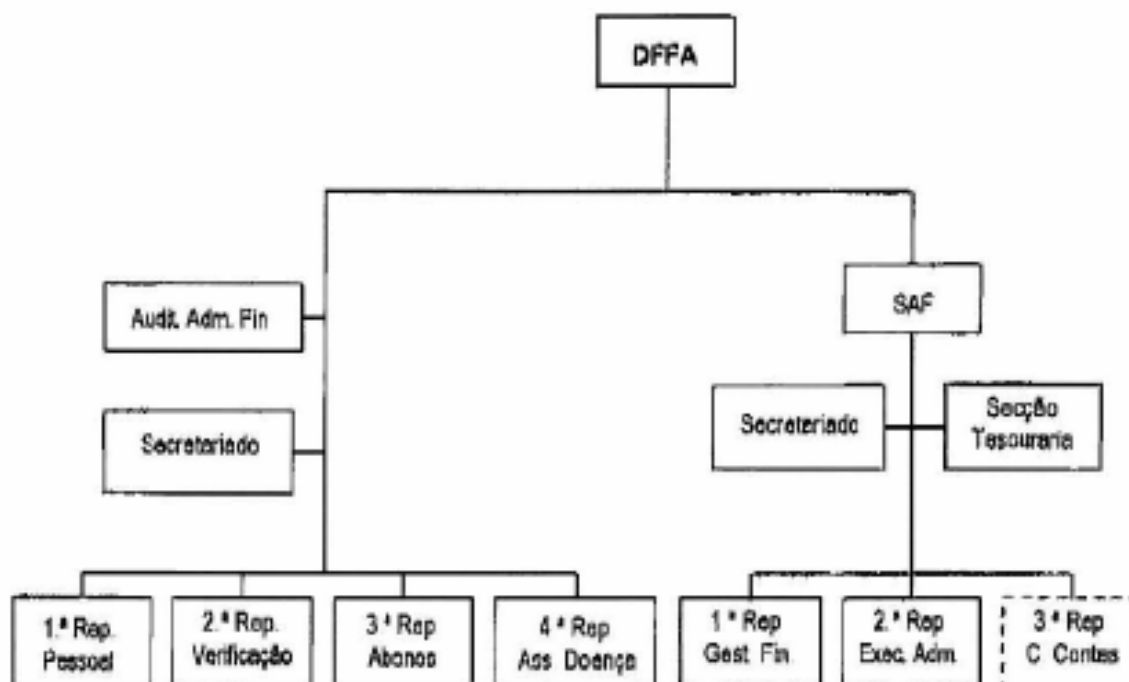 DFFA
SAF
Audit. Adm. Fin
Secretariado
Secretariado
Secção
Tesouraria
1.ª Rep.
Pessoal
2.ª Rep.
Verificação
3 ª Rep
Abonos
4 ª Rep
Ass Doença
1 ª Rep
Gest Fin.
2.ª Rep
Exec. Adm.
3 ª Rep
C Contas